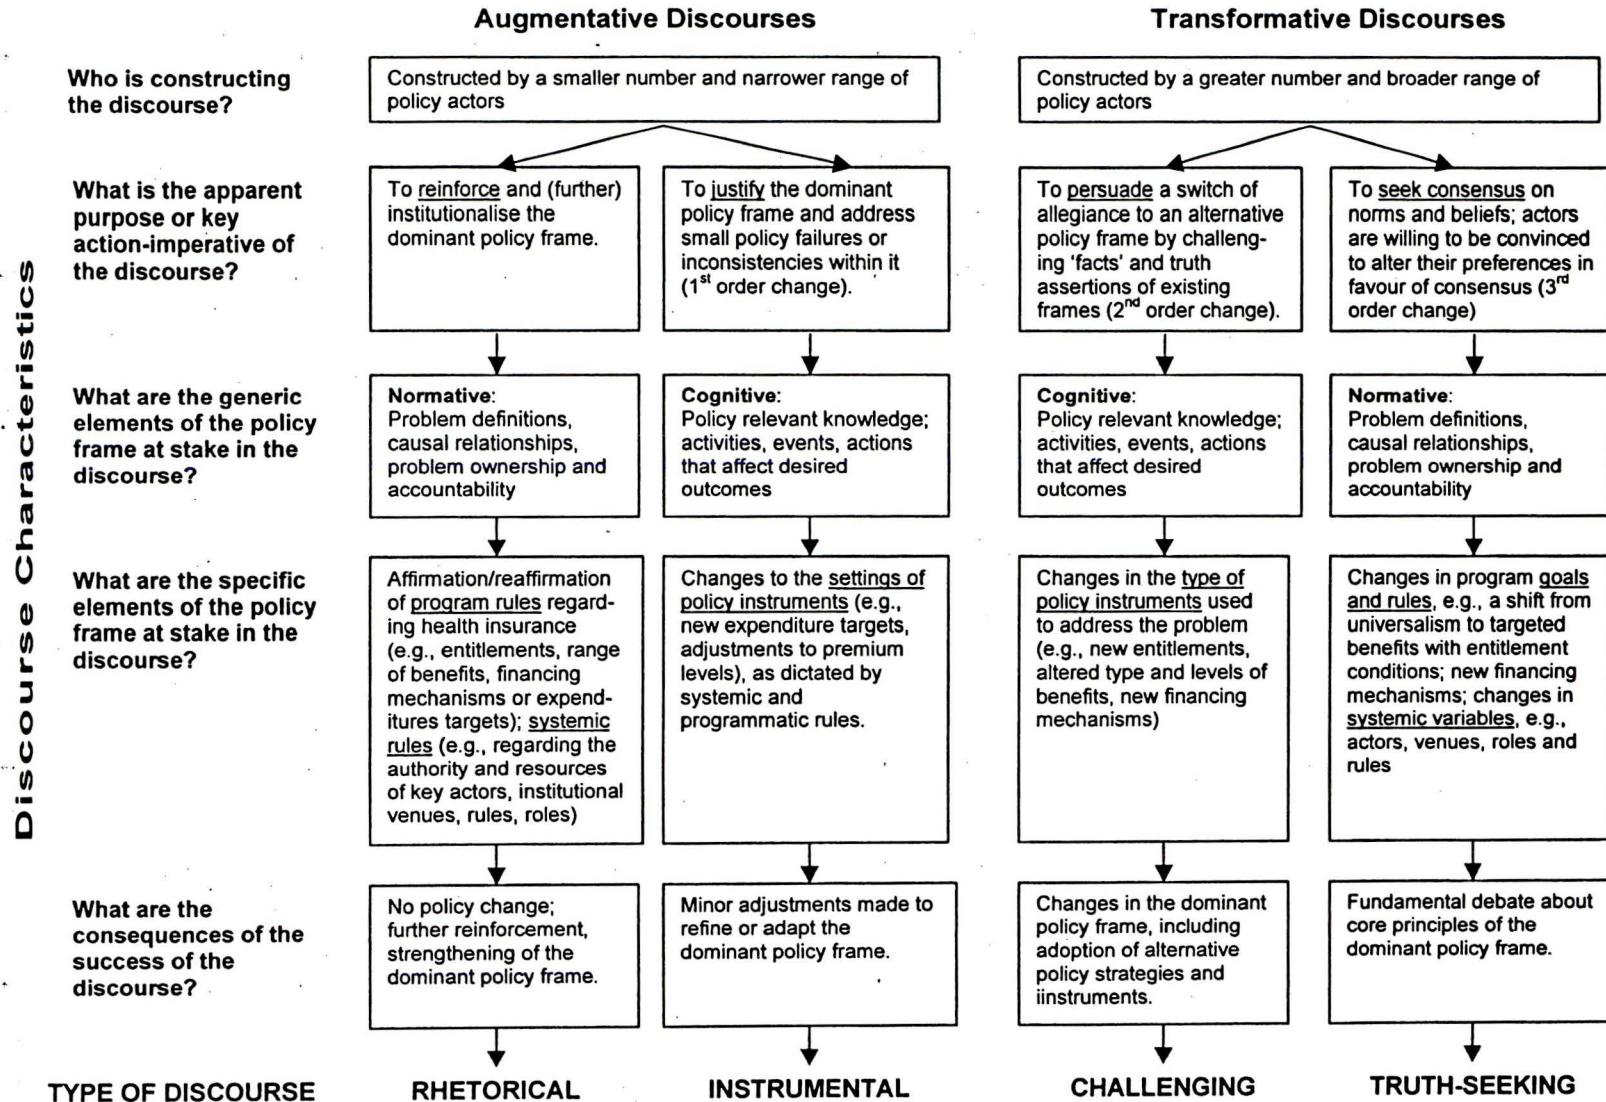 Augmentative Discourses
Transformative Discourses
Discourse Characteristics
Who is constructing
the discourse?
Constructed by a smaller number and narrower range of
policy actors
Constructed by a greater number and broader range of
policy actors
What is the apparent
purpose or key
action-imperative of
the discourse?
To reinforce and (further)
institutionalise the
dominant policy frame.
To justify the dominant
policy frame and address
small policy failures or
inconsistencies within it
(1st order change).
To persuade a switch of
allegiance to an alternative
policy frame by challeng-
ing 'facts' and truth
assertions of existing
frames (2nd order change).
To seek consensus on
norms and beliefs; actors
are willing to be convinced
to alter their preferences in
favour of consensus (3rd
order change)
What are the generic
elements of the policy
frame at stake in the
discourse?
Normative:
Problem definitions,
causal relationships,
problem ownership and
accountability
Cognitive:
Policy relevant knowledge;
activities, events, actions
that affect desired
outcomes
Cognitive:
Policy relevant knowledge;
activities, events, actions
that affect desired
outcomes
Normative:
Problem definitions,
causal relationships,
problem ownership and
accountability
What are the specific
elements of the policy
frame at stake in the
discourse?
Affirmation/reaffirmation
of program rules regard-
ing health insurance
(e.g., entitlements, range
of benefits, financing
mechanisms or expend-
itures targets); systemic
rules (e.g., regarding the
authority and resources
of key actors, institutional
venues, rules, roles)
Changes to the settings of
policy instruments (e.g.,
new expenditure targets,
adjustments to premium
levels), as dictated by
systemic and
programmatic rules.
Changes in the type of
policy instruments used
to address the problem
(e.g., new entitlements,
altered type and levels of
benefits, new financing
mechanisms)
Changes in program goals
and rules, e.g., a shift from
universalism to targeted
benefits with entitlement
conditions; new financing
mechanisms; changes in
systemic variables, e.g.,
actors, venues, roles and
rules
What are the
consequences of the
success of the
discourse?
No policy change;
further reinforcement,
strengthening of the
dominant policy frame.
Minor adjustments made to
refine or adapt the
dominant policy frame.
Changes in the dominant
policy frame, including
adoption of alternative
policy strategies and
iinstruments.
Fundamental debate about
core principles of the
dominant policy frame.
TYPE OF DISCOURSE
RHETORICAL
INSTRUMENTAL
CHALLENGING
TRUTH-SEEKING